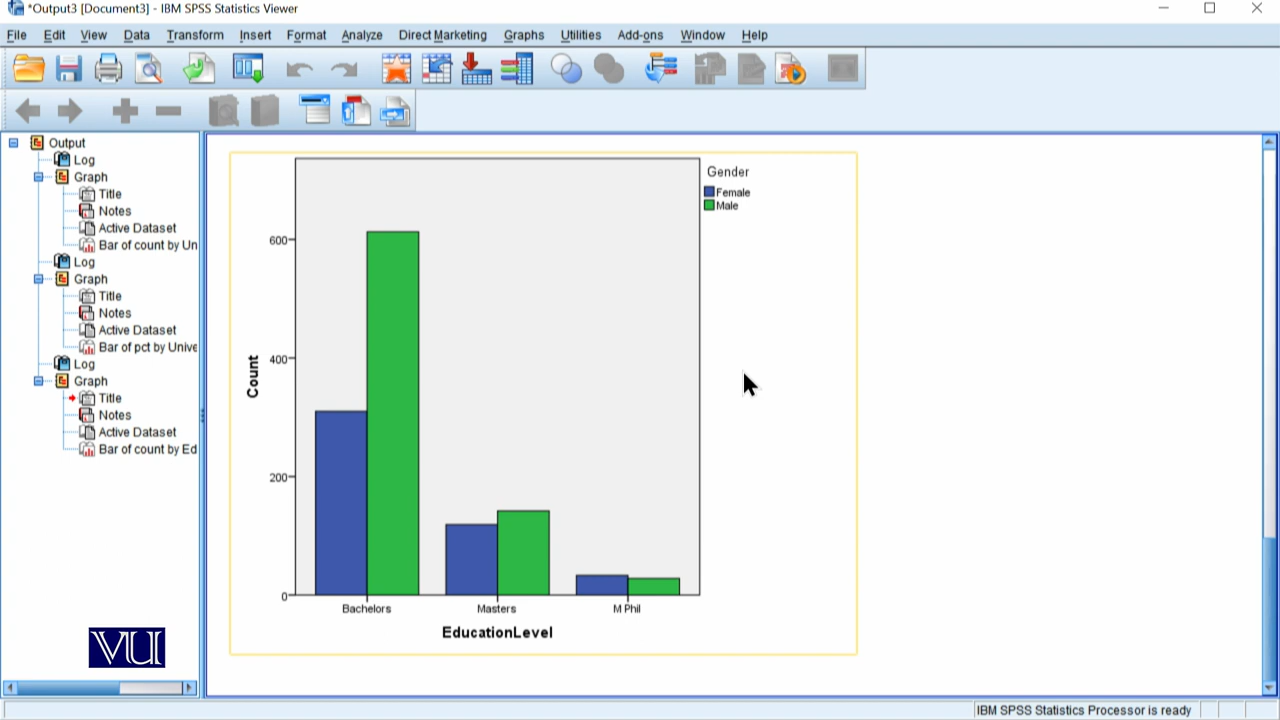 *Output3 [Document3] - IBM SPSS Statistics Viewer
File Edit View Data Transform Insert Format Analyze Direct Marketing Graphs Utilities Add-ons Window Help
Output
Log
Graph
Title
Notes
Active Dataset
Bar of count by Un
Log
Graph
Title
Notes
Active Dataset
Bar of pct by Unive
Log
Graph
Title
Notes
Active Dataset
Bar of count by Ed
VU
Gender
Female
Male
600
400
200
0
Count
Bachelors Masters M Phil
EducationLevel
IBM SPSS Statistics Processor is ready